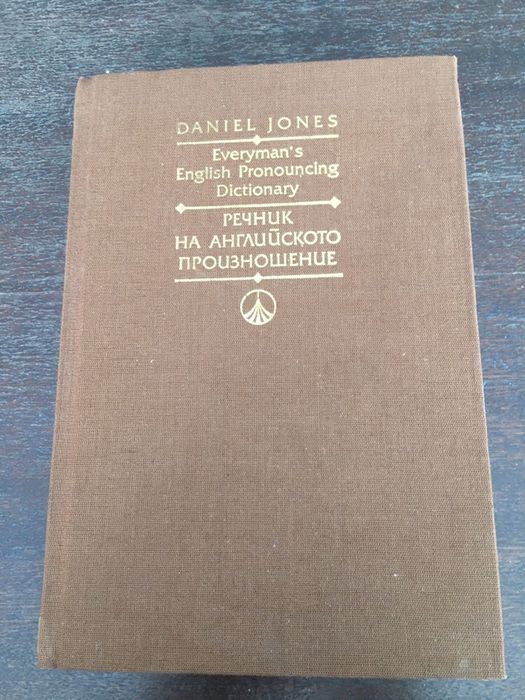 DANIEL JONES
Everyman's
English Pronouncing
Dictionary
РЕЧНИК
НА АНГЛИЙСКОТО
ПРОИЗНОШЕНИЕ